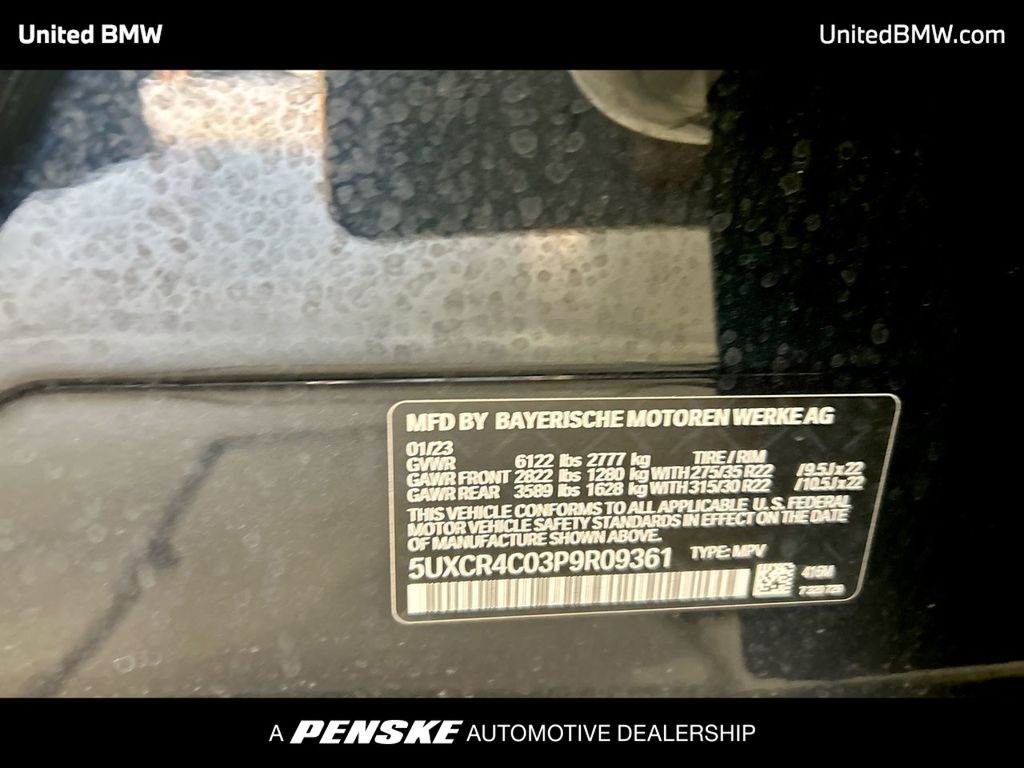 United BMW
UnitedBMW.com
MFD BY BAYERISCHE MOTOREN WERKE AG
01/23
GVWR 6122 lbs 2777 kg TIRE / RIM
GAWR FRONT 2822 lbs 1280 kg WITH 275/35 R22 /9.5Jx22
GAWR REAR 3589 lbs 1628 kg WITH 315/30 R22 /10.5Jx22
THIS VEHICLE CONFORMS TO ALL APPLICABLE U.S. FEDERAL
MOTOR VEHICLE SAFETY STANDARDS IN EFFECT ON THE DATE
OF MANUFACTURE SHOWN ABOVE.
5UXCR4C03P9R09361 TYPE: MPV
A PENSKE AUTOMOTIVE DEALERSHIP